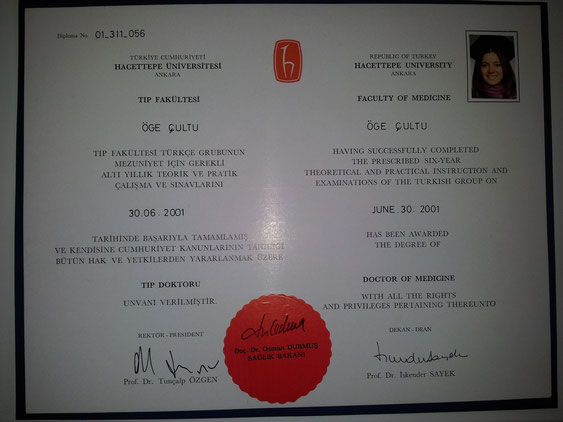 Diploma No. 01_311_056
TÜRKİYE CUMHURİYETİ
HACETTEPE ÜNİVERSİTESİ
ANKARA
TIP FAKÜLTESİ
ÖGE ÇULTU
TIP FAKÜLTESİ TÜRKÇE GRUBUNUN
MEZUNİYET İÇİN GEREKLİ
ALTI YILLIK TEORİK VE PRATİK
ÇALIŞMA VE SINAVLARINI
30.06.2001
TARİHİNDE BAŞARIYLA TAMAMLAMIŞ
VE KENDİSİNE CUMHURİYET KANUNLARININ TANIDIĞI
BÜTÜN HAK VE YETKİLERDEN YARARLANMAK ÜZERE
TIP DOKTORU
UNVANI VERİLMİŞTİR.
REKTÖR - PRESIDENT
Prof. Dr. Tunçalp ÖZGEN
REPUBLIC OF TURKEY
HACETTEPE UNIVERSITY
ANKARA
FACULTY OF MEDICINE
ÖGE ÇULTU
HAVING SUCCESSFULLY COMPLETED
THE PRESCRIBED SIX-YEAR
THEORETICAL AND PRACTICAL INSTRUCTION AND
EXAMINATIONS OF THE TURKISH GROUP ON
JUNE.30.2001
HAS BEEN AWARDED
THE DEGREE OF
DOCTOR OF MEDICINE
WITH ALL THE RIGHTS
AND PRIVILEGES PERTAINING THEREUNTO
DEKAN - DEAN
Prof. Dr. İskender SAYEK
Doç. Dr. Osman DURMUŞ
SAĞLIK BAKANI